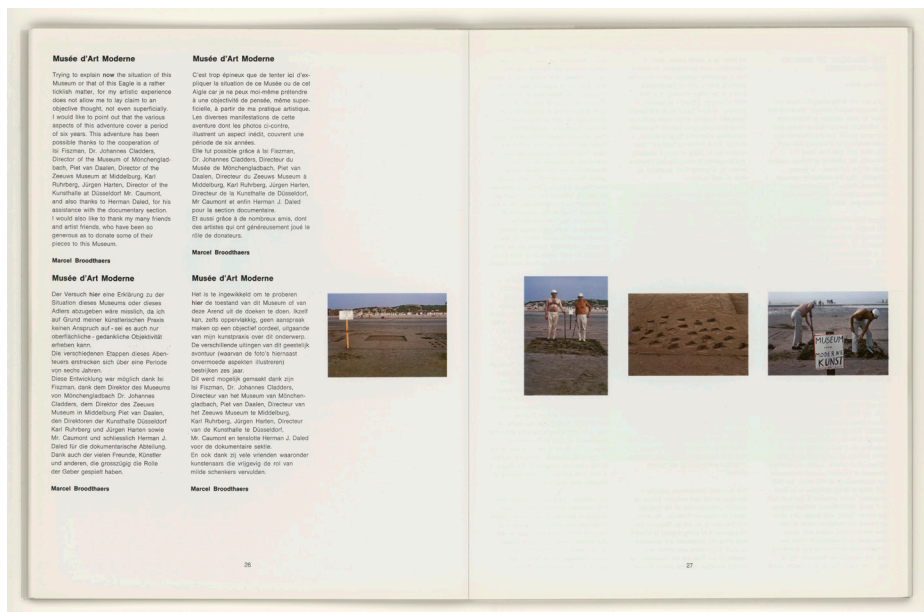 Musée d'Art Moderne
Trying to explain now the situation of this
Museum or that of this Eagle is a rather
ticklish matter, for my artistic experience
does not allow me to lay claim to an
objective thought, not even superficially.
I would like to point out that the various
aspects of this adventure cover a period
of six years. This adventure has been
possible thanks to the cooperation of
Isi Fiszman, Dr. Johannes Cladders,
Director of the Museum of Mönchenglad-
bach, Piet van Daalen, Director of the
Zeeuws Museum at Middelburg, Karl
Ruhrberg, Jürgen Harten, Director of the
Kunsthalle at Düsseldorf Mr. Caumont,
and also thanks to Herman Daled, for his
assistance with the documentary section.
I would also like to thank my many friends
and artist friends, who have been so
generous as to donate some of their
pieces to this Museum.
Marcel Broodthaers
Musée d'Art Moderne
C'est trop épineux que de tenter ici d'ex-
pliquer la situation de ce Musée ou de cet
Aigle car je ne peux moi-même prétendre
à une objectivité de pensée, même super-
ficielle, à partir de ma pratique artistique.
Les diverses manifestations de cette
aventure dont les photos ci-contre,
illustrent un aspect inédit, couvrent une
période de six années.
Elle fut possible grâce à Isi Fiszman,
Dr. Johannes Cladders, Directeur du
Musée de Mönchengladbach, Piet van
Daalen, Directeur du Zeeuws Museum à
Middelburg, Karl Ruhrberg, Jürgen Harten,
Directeur de la Kunsthalle de Düsseldorf,
Mr Caumont et enfin Herman J. Daled
pour la section documentaire.
Et aussi grâce à de nombreux amis, dont
des artistes qui ont généreusement joué le
rôle de donateurs.
Marcel Broodthaers
Musée d'Art Moderne
Der Versuch hier eine Erklärung zu der
Situation dieses Museums oder dieses
Adlers abzugeben wäre misslich, da ich
auf Grund meiner künstlerischen Praxis
keinen Anspruch auf - sei es auch nur
oberflächliche - gedankliche Objektivität
erheben kann.
Die verschiedenen Etappen dieses Aben-
teuers erstrecken sich über eine Periode
von sechs Jahren.
Diese Entwicklung war möglich dank Isi
Fiszman, dank dem Direktor des Museums
von Mönchengladbach Dr. Johannes
Cladders, dem Direktor des Zeeuws
Museum in Middelburg Piet van Daalen,
den Direktoren der Kunsthalle Düsseldorf
Karl Ruhrberg und Jürgen Harten sowie
Mr. Caumont und schliesslich Herman J.
Daled für die dokumentarische Abteilung.
Dank auch der vielen Freunde, Künstler
und anderen, die grosszügig die Rolle
der Geber gespielt haben.
Marcel Broodthaers
Musée d'Art Moderne
Het is te ingewikkeld om te proberen
hier de toestand van dit Museum of van
deze Arend uit de doeken te doen. Ikzelf
kan, zelfs oppervlakkig, geen aanspraak
maken op een objectief oordeel, uitgaande
van mijn kunstpraxis over dit onderwerp.
De verschillende uitingen van dit geestelijk
avontuur (waarvan de foto's hiernaast
onvermoede aspekten illustreren)
bestrijken zes jaar.
Dit werd mogelijk gemaakt dank zijn
Isi Fiszman, Dr. Johannes Cladders,
Directeur van het Museum van Mönchen-
gladbach, Piet van Daalen, Directeur van
het Zeeuws Museum te Middelburg,
Karl Ruhrberg, Jürgen Harten, Directeur
van de Kunsthalle te Düsseldorf,
Mr. Caumont en tenslotte Herman J. Daled
voor de dokumentaire sektie.
En ook dank zij vele vrienden waaronder
kunstenaars die vrijgevig de rol van
milde schenkers vervulden.
Marcel Broodthaers
MUSEUM
MODERNE
KUNST
26
27